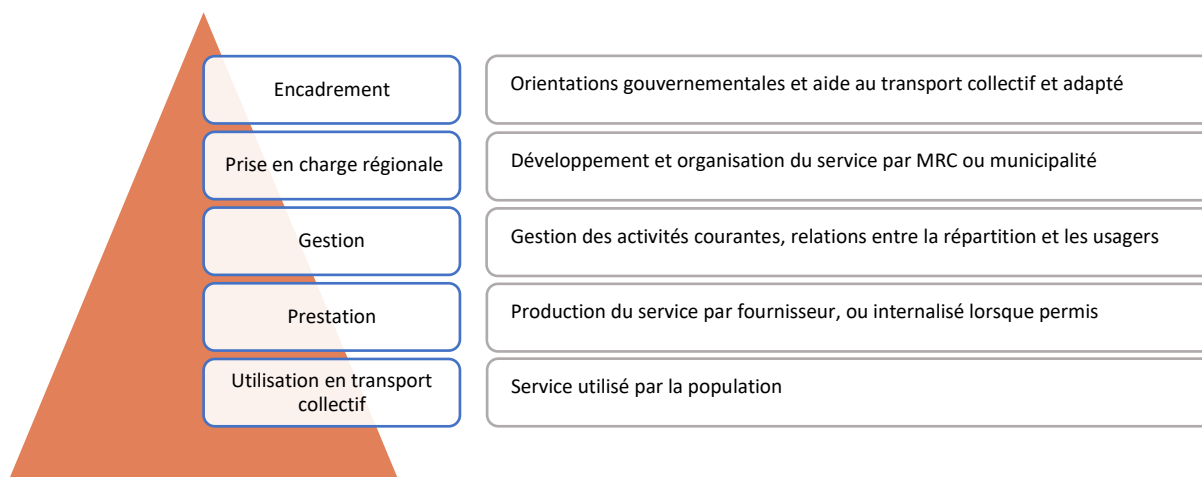 Encadrement
Orientations gouvernementales et aide au transport collectif et adapté
Prise en charge régionale
Développement et organisation du service par MRC ou municipalité
Gestion
Gestion des activités courantes, relations entre la répartition et les usagers
Prestation
Production du service par fournisseur, ou internalisé lorsque permis
Utilisation en transport
collectif
Service utilisé par la population